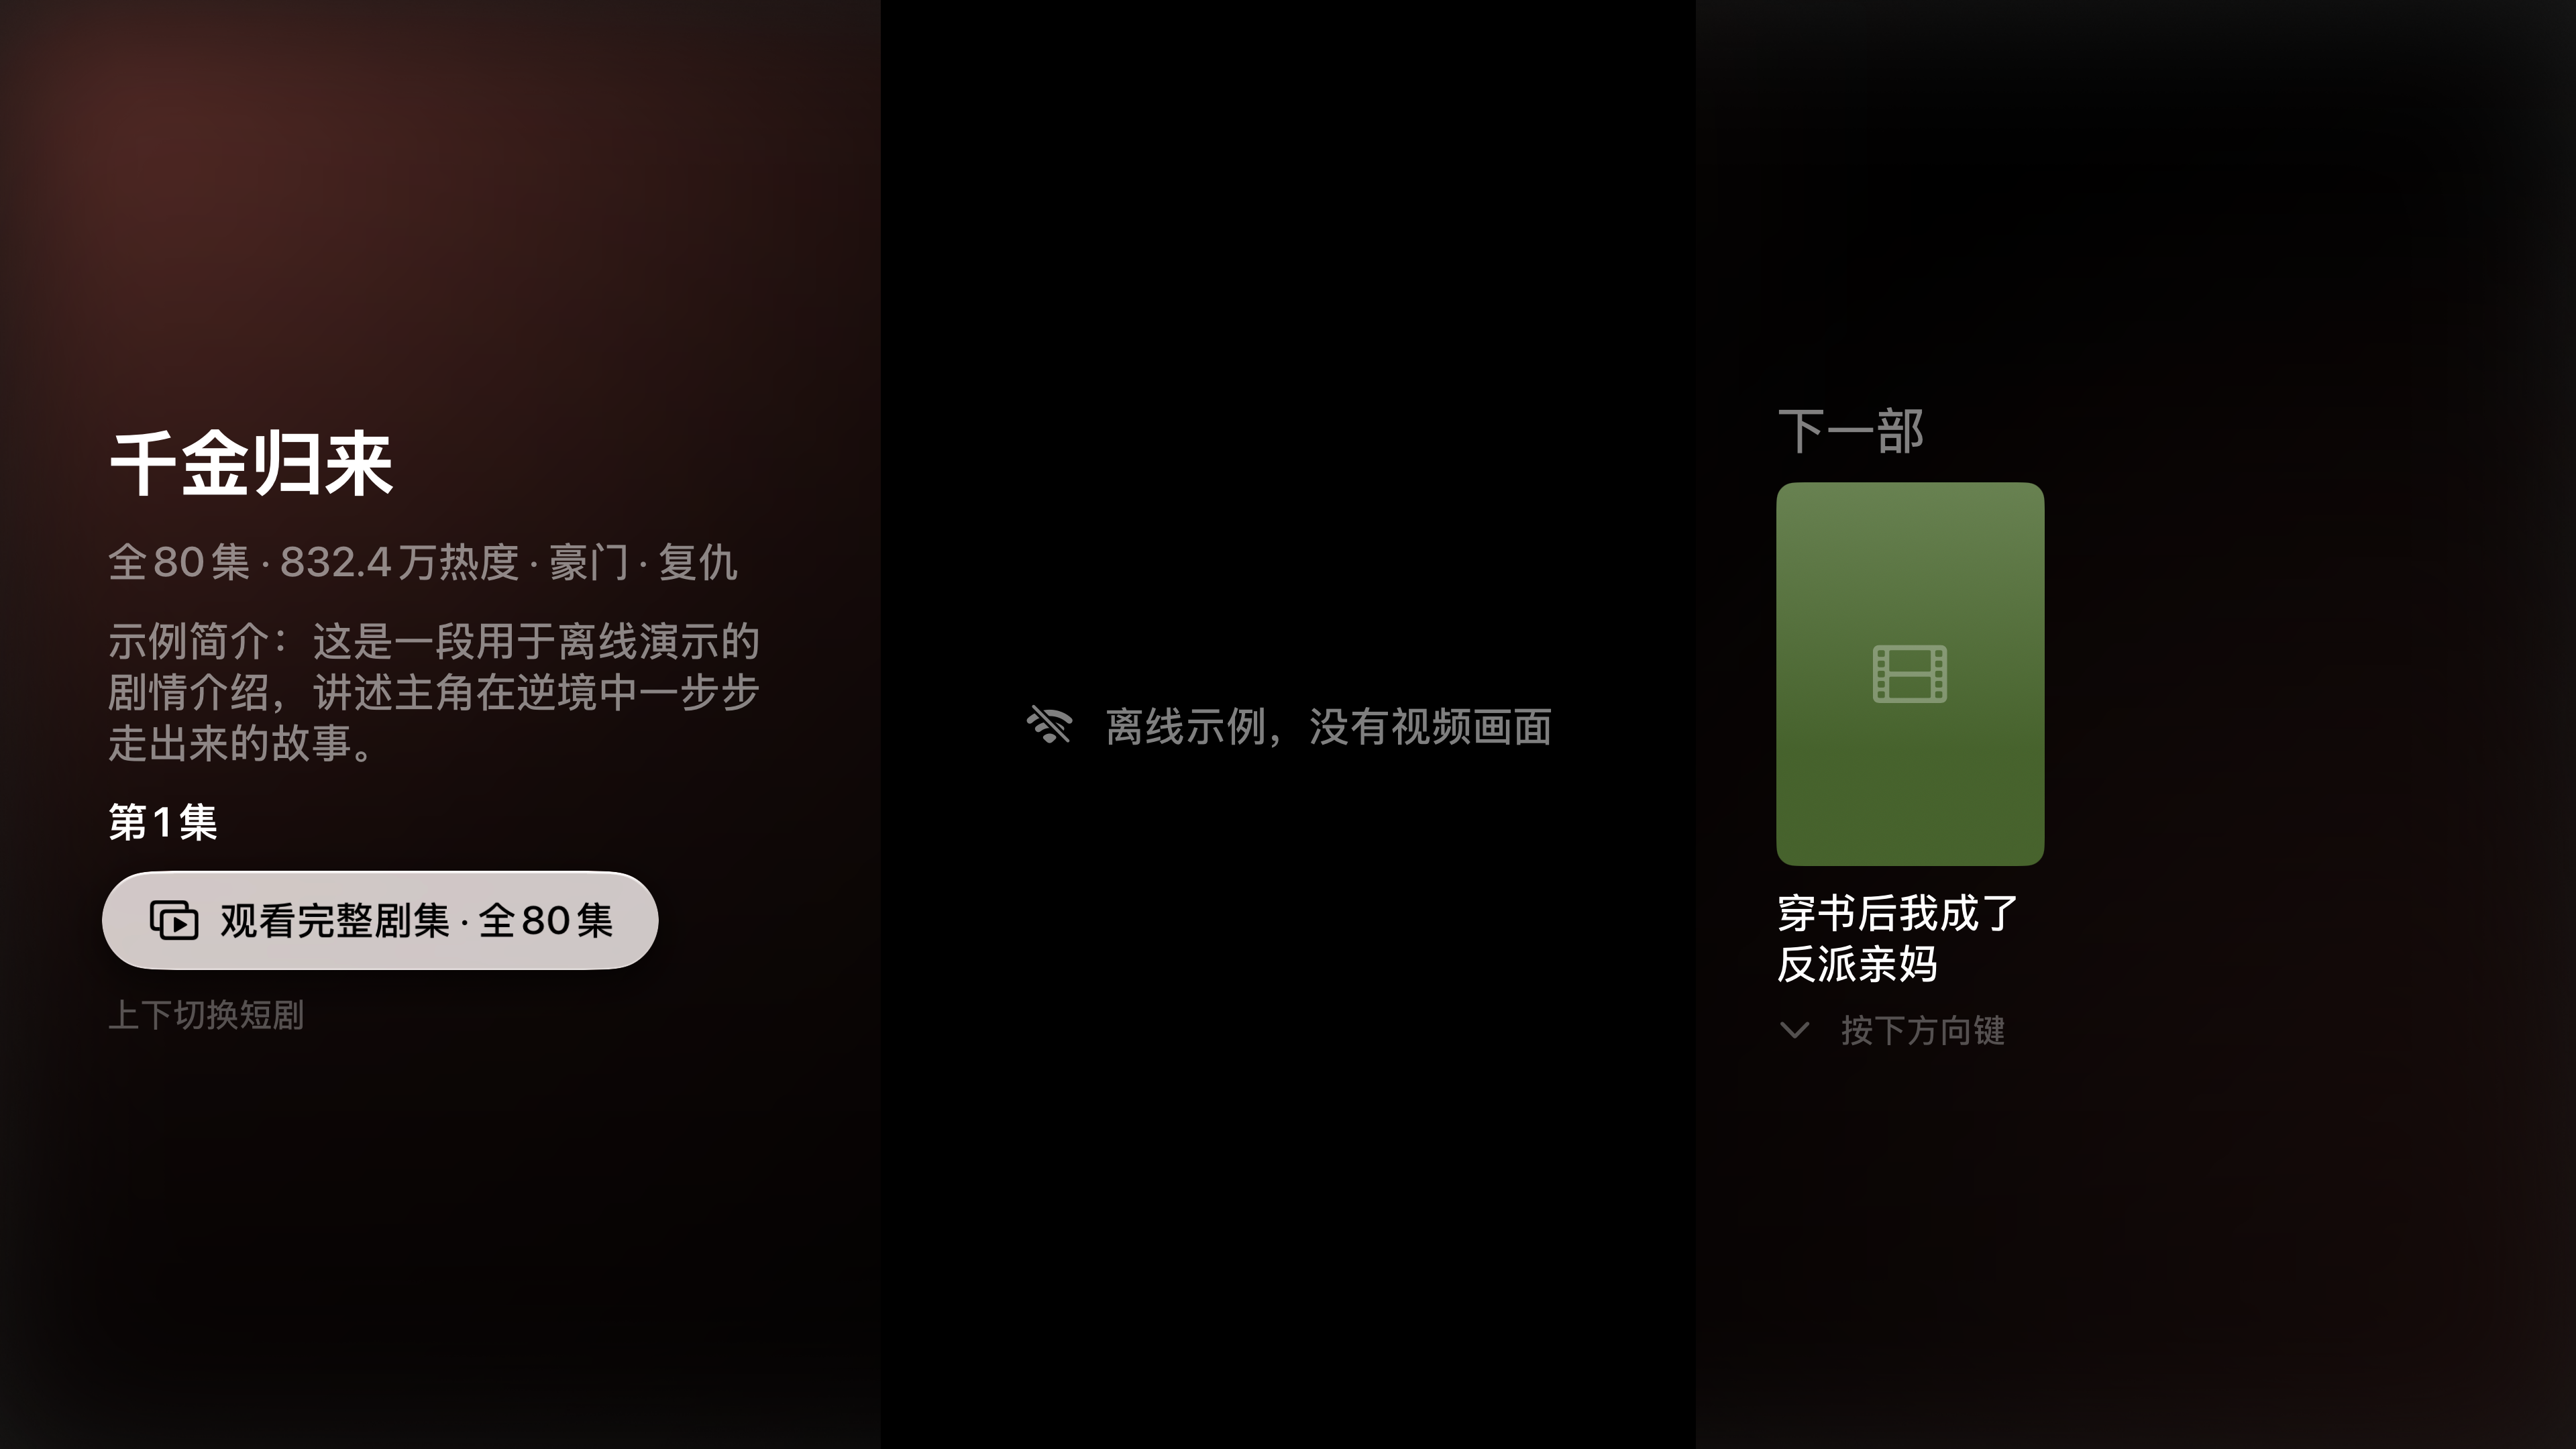 千金归来
全80集 · 832.4万热度 · 豪门 · 复仇
示例简介：这是一段用于离线演示的
剧情介绍，讲述主角在逆境中一步步
走出来的故事。
第1集
观看完整剧集 · 全80集
上下切换短剧
离线示例，没有视频画面
下一部
穿书后我成了
反派亲妈
按下方向键